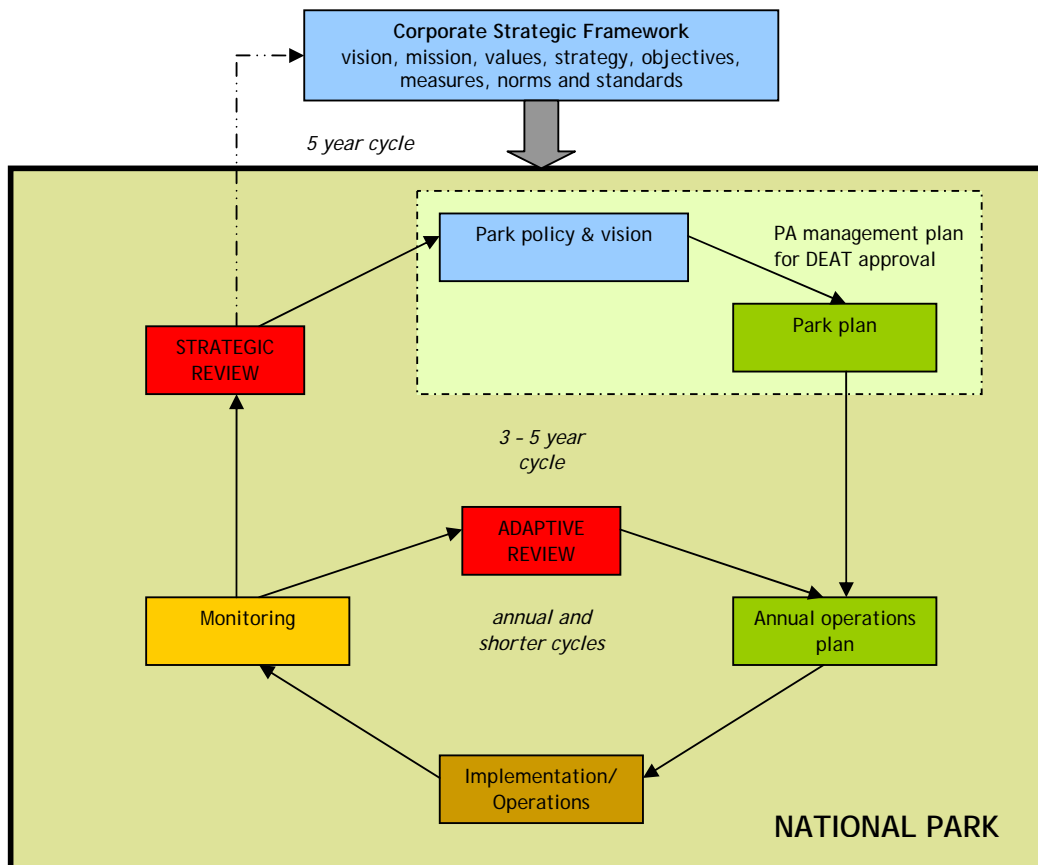 Corporate Strategic Framework
vision, mission, values, strategy, objectives,
measures, norms and standards
5 year cycle
Park policy & vision
PA management plan
for DEAT approval
Park plan
STRATEGIC
REVIEW
3 - 5 year
cycle
ADAPTIVE
REVIEW
annual and
shorter cycles
Monitoring
Annual operations
plan
Implementation/
Operations
NATIONAL PARK